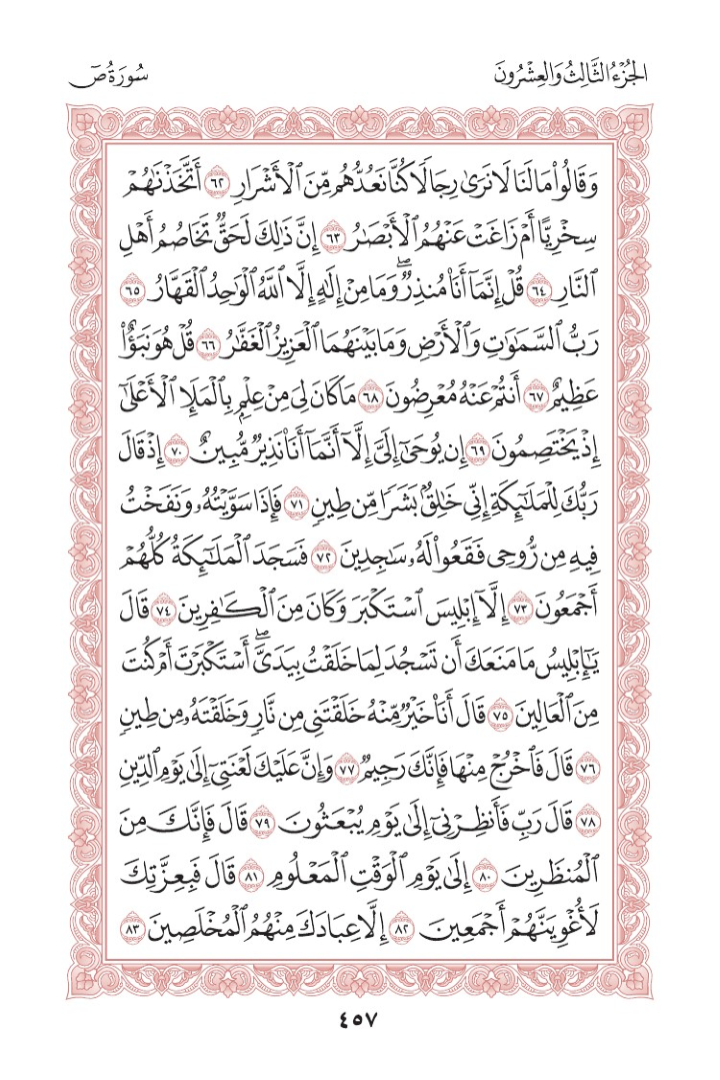 الجُزْءُ الثَّالِثُ وَالعِشْرُونَ
سُورَةُ صٓ
وَقَالُواْ مَا لَنَا لَا نَرَىٰ رِجَالٗا كُنَّا نَعُدُّهُم مِّنَ ٱلۡأَشۡرَارِ ٦٢ أَتَّخَذۡنَٰهُمۡ
سِخۡرِيًّا أَمۡ زَاغَتۡ عَنۡهُمُ ٱلۡأَبۡصَٰرُ ٦٣ إِنَّ ذَٰلِكَ لَحَقّٞ تَخَاصُمُ أَهۡلِ
ٱلنَّارِ ٦٤ قُلۡ إِنَّمَآ أَنَا۠ مُنذِرٞۖ وَمَا مِنۡ إِلَٰهٍ إِلَّا ٱللَّهُ ٱلۡوَٰحِدُ ٱلۡقَهَّارُ ٦٥
رَبُّ ٱلسَّمَٰوَٰتِ وَٱلۡأَرۡضِ وَمَا بَيۡنَهُمَا ٱلۡعَزِيزُ ٱلۡغَفَّٰرُ ٦٦ قُلۡ هُوَ نَبَؤٌاْ
عَظِيمٌ ٦٧ أَنتُمۡ عَنۡهُ مُعۡرِضُونَ ٦٨ مَا كَانَ لِيَ مِنۡ عِلۡمِۭ بِٱلۡمَلَإِ ٱلۡأَعۡلَىٰٓ
إِذۡ يَخۡتَصِمُونَ ٦٩ إِن يُوحَىٰٓ إِلَيَّ إِلَّآ أَنَّمَآ أَنَا۠ نَذِيرٞ مُّبِينٌ ٧٠ إِذۡ قَالَ
رَبُّكَ لِلۡمَلَٰٓئِكَةِ إِنِّي خَٰلِقُۢ بَشَرٗا مِّن طِينٖ ٧١ فَإِذَا سَوَّيۡتُهُۥ وَنَفَخۡتُ
فِيهِ مِن رُّوحِي فَقَعُواْ لَهُۥ سَٰجِدِينَ ٧٢ فَسَجَدَ ٱلۡمَلَٰٓئِكَةُ كُلُّهُمۡ
أَجۡمَعُونَ ٧٣ إِلَّآ إِبۡلِيسَ ٱسۡتَكۡبَرَ وَكَانَ مِنَ ٱلۡكَٰفِرِينَ ٧٤ قَالَ
يَٰٓإِبۡلِيسُ مَا مَنَعَكَ أَن تَسۡجُدَ لِمَا خَلَقۡتُ بِيَدَيَّۖ أَسۡتَكۡبَرۡتَ أَمۡ كُنتَ
مِنَ ٱلۡعَالِينَ ٧٥ قَالَ أَنَا۠ خَيۡرٞ مِّنۡهُ خَلَقۡتَنِي مِن نَّارٖ وَخَلَقۡتَهُۥ مِن طِينٖ
٧٦ قَالَ فَٱخۡرُجۡ مِنۡهَا فَإِنَّكَ رَجِيمٞ ٧٧ وَإِنَّ عَلَيۡكَ لَعۡنَتِيٓ إِلَىٰ يَوۡمِ ٱلدِّينِ
٧٨ قَالَ رَبِّ فَأَنظِرۡنِيٓ إِلَىٰ يَوۡمِ يُبۡعَثُونَ ٧٩ قَالَ فَإِنَّكَ مِنَ
ٱلۡمُنظَرِينَ ٨٠ إِلَىٰ يَوۡمِ ٱلۡوَقۡتِ ٱلۡمَعۡلُومِ ٨١ قَالَ فَبِعِزَّتِكَ
لَأُغۡوِيَنَّهُمۡ أَجۡمَعِينَ ٨٢ إِلَّا عِبَادَكَ مِنۡهُمُ ٱلۡمُخۡلَصِينَ ٨٣
٤٥٧